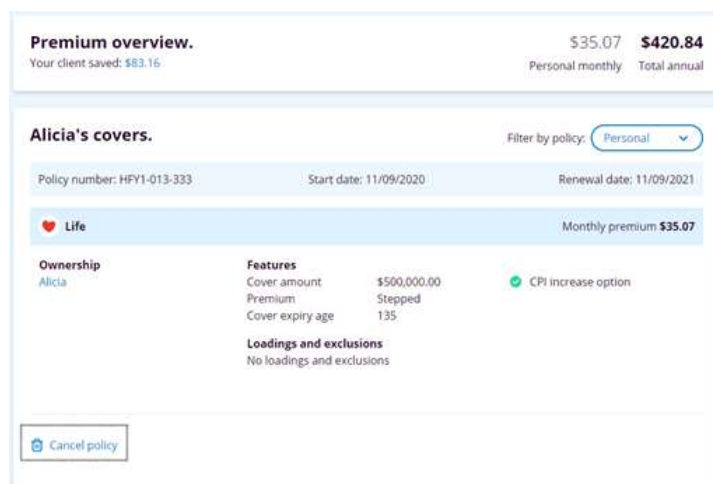 Premium overview.
$35.07 $420.84
Your client saved: $83.16
Personal monthly Total annual
Alicia's covers.
Filter by policy: Personal
Policy number: HFY1-013-333 Start date: 11/09/2020 Renewal date: 11/09/2021
Life Monthly premium $35.07
Ownership
Alicia
Features
Cover amount $500,000.00
Premium Stepped
Cover expiry age 135
CPI increase option
Loadings and exclusions
No loadings and exclusions
Cancel policy